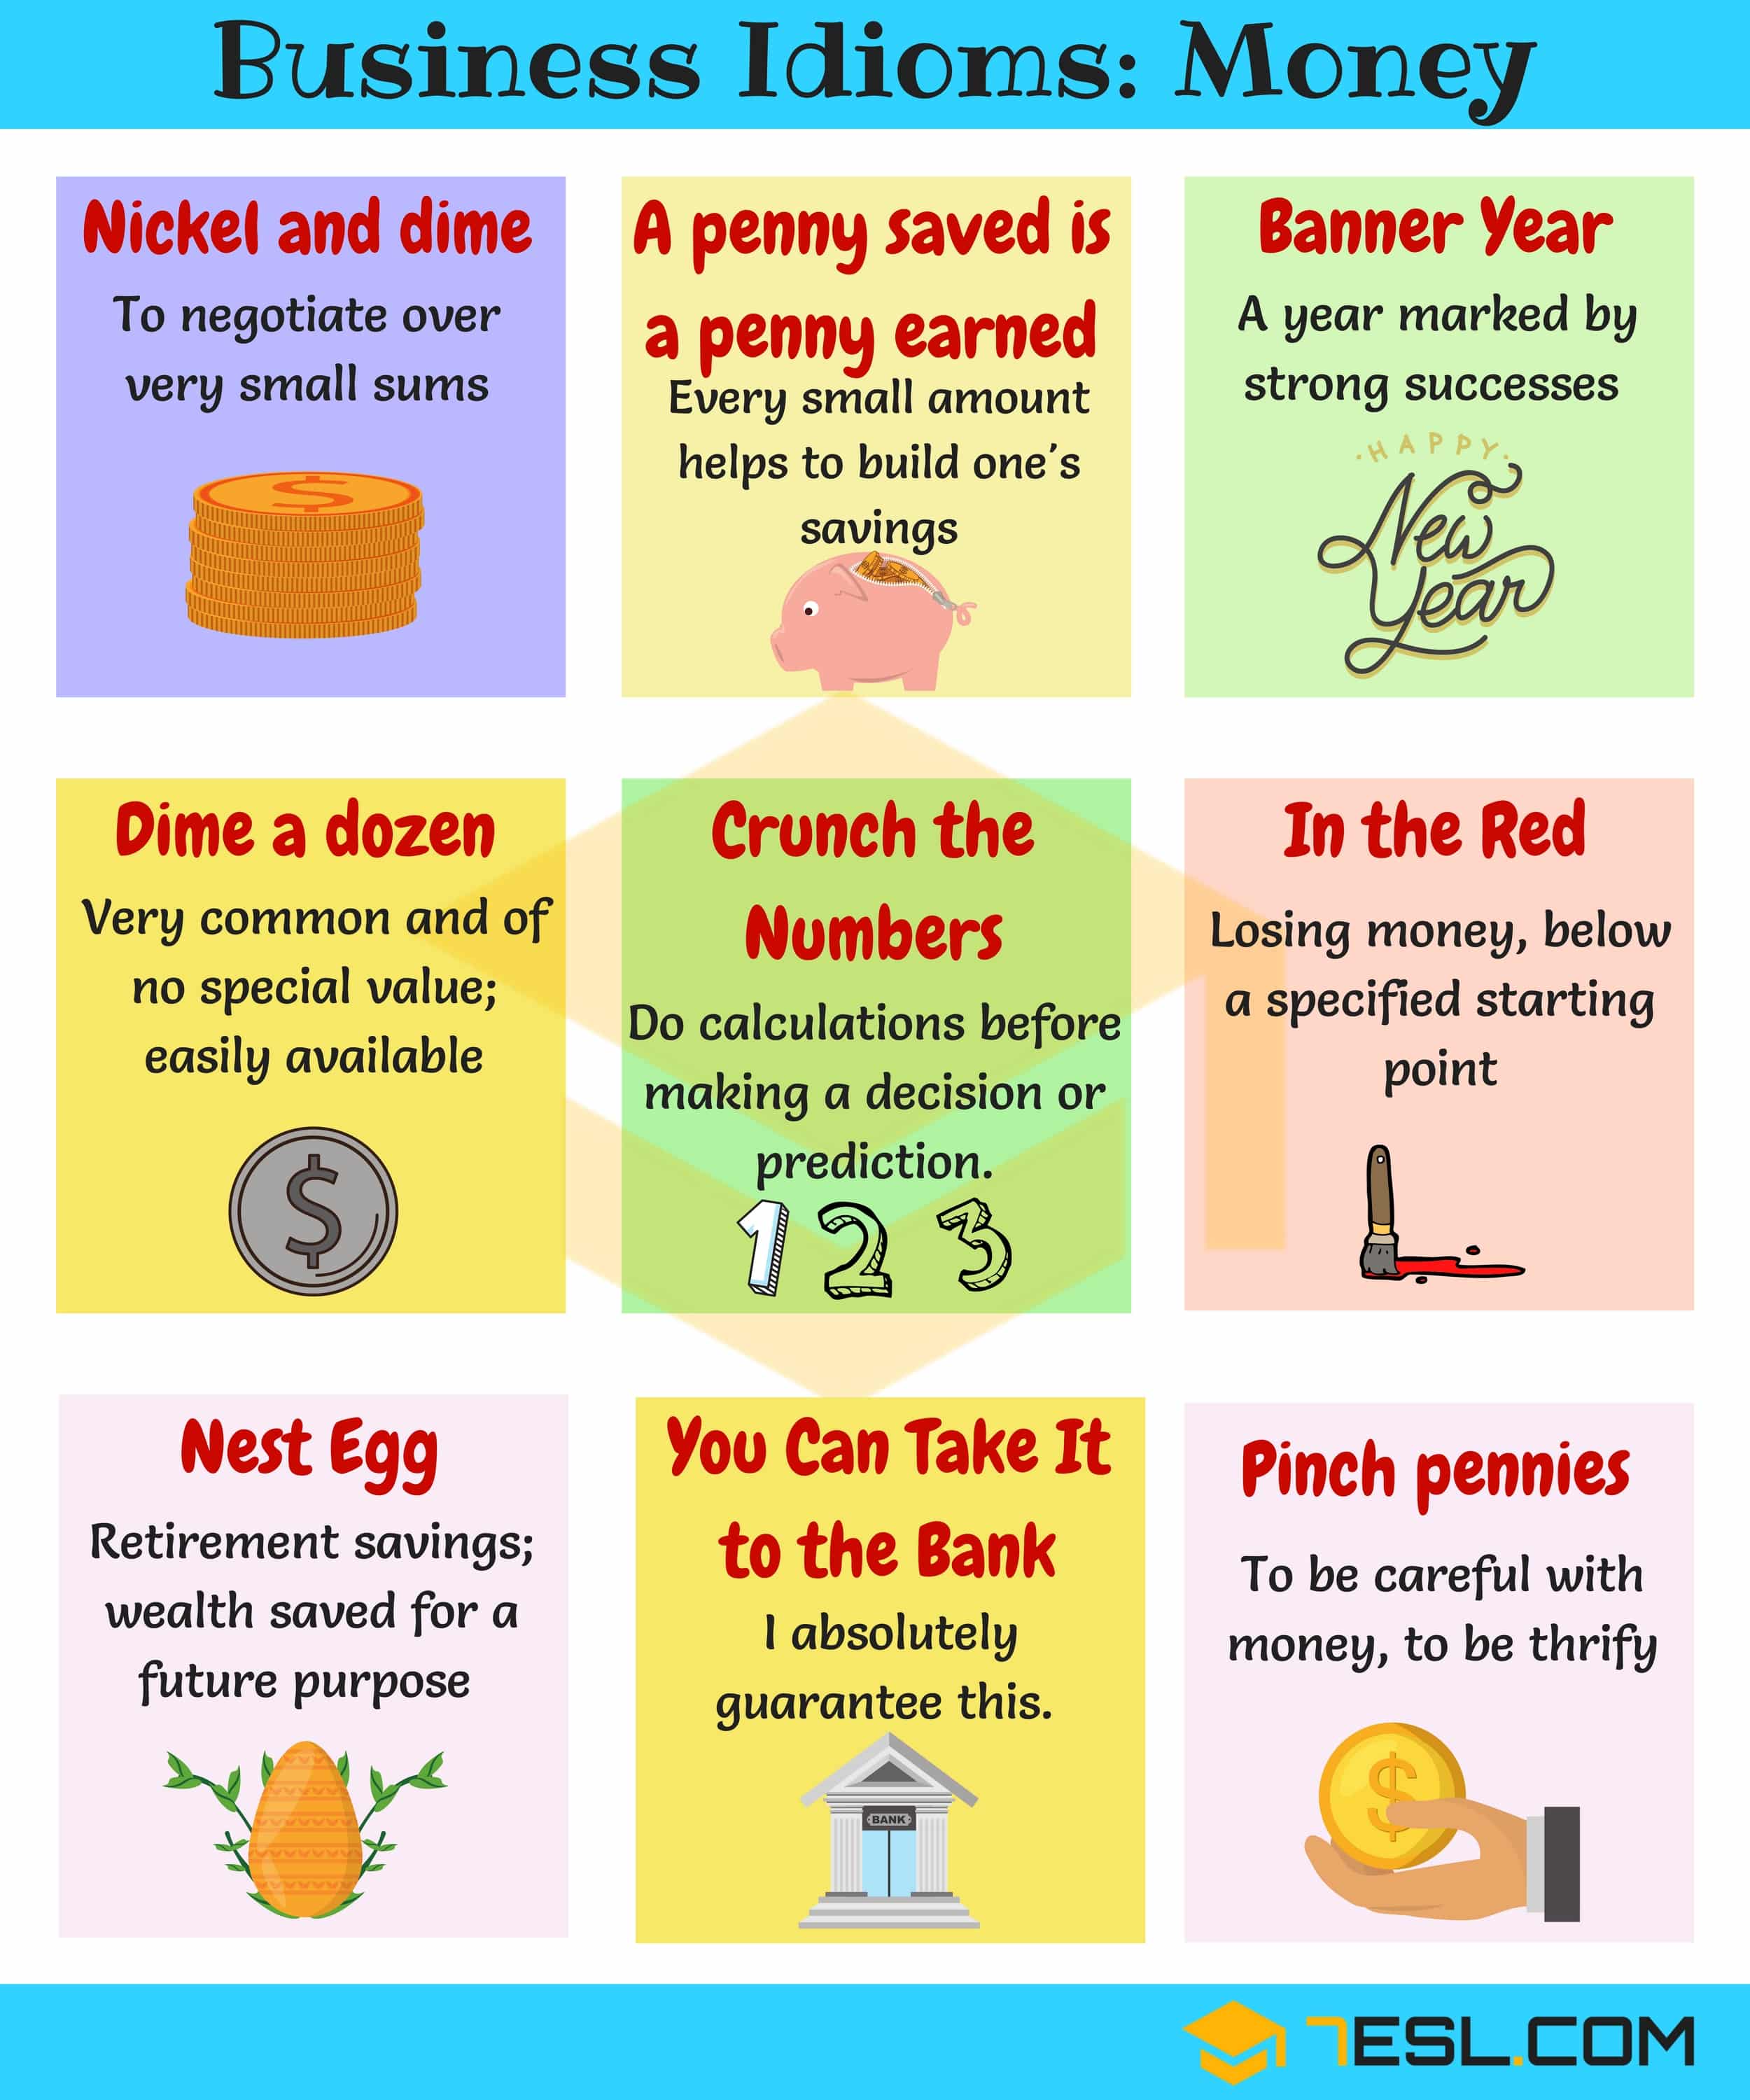 Business Idioms: Money
Nickel and dime
To negotiate over
very small sums
A penny saved is
a penny earned
Every small amount
helps to build one's
savings
Banner Year
A year marked by
strong successes
HAPPY
New
Year
Dime a dozen
Very common and of
no special value;
easily available
$
Crunch the
Numbers
Do calculations before
making a decision or
prediction.
1 2 3
In the Red
Losing money, below
a specified starting
point
Nest Egg
Retirement savings;
wealth saved for a
future purpose
You Can Take It
to the Bank
I absolutely
guarantee this.
BANK
Pinch pennies
To be careful with
money, to be thrify
$
7ESL.COM